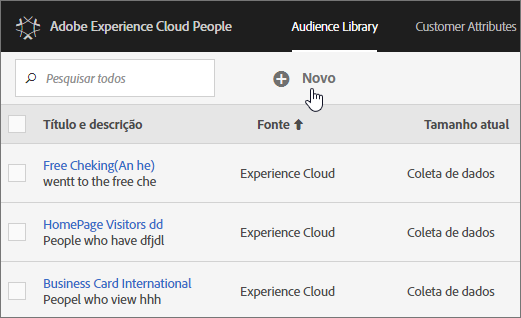 Adobe Experience Cloud People
Audience Library
Customer Attributes
Pesquisar todos
Novo
Título e descrição
Fonte
Tamanho atual
Free Cheking(An he)
wentt to the free che
Experience Cloud
Coleta de dados
HomePage Visitors dd
People who have dfjdl
Experience Cloud
Coleta de dados
Business Card International
Peopel who view hhh
Experience Cloud
Coleta de dados